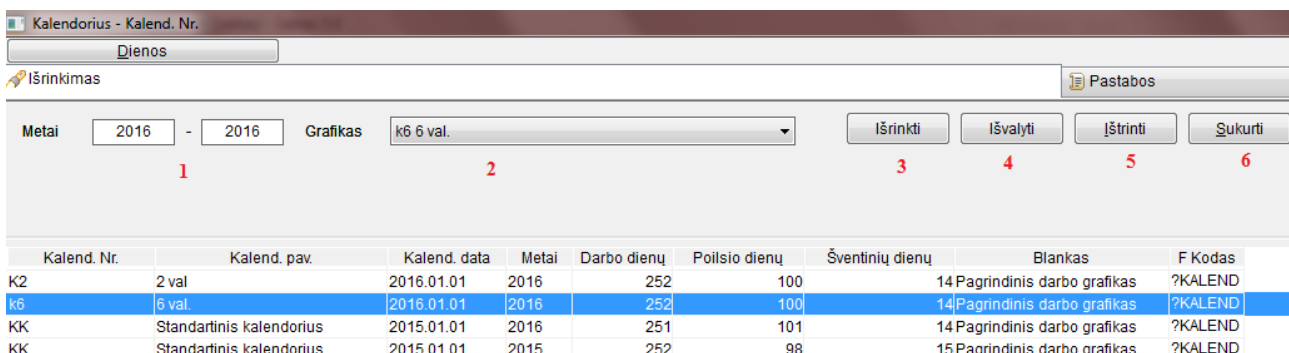 Kalendorius - Kalend. Nr.
Dienos
Išrinkimas Pastabos
Metai 2016 - 2016 Grafikas k6 6 val. Išrinkti Išvalyti Ištrinti Sukurti
1 2 3 4 5 6
Kalend. Nr. Kalend. pav. Kalend. data Metai Darbo dienų Poilsio dienų Šventinių dienų Blankas F Kodas
K2 2 val 2016.01.01 2016 252 100 14 Pagrindinis darbo grafikas ?KALEND
k6 6 val. 2016.01.01 2016 252 100 14 Pagrindinis darbo grafikas ?KALEND
KK Standartinis kalendorius 2015.01.01 2016 251 101 14 Pagrindinis darbo grafikas ?KALEND
KK Standartinis kalendorius 2015.01.01 2015 252 98 15 Pagrindinis darbo grafikas ?KALEND